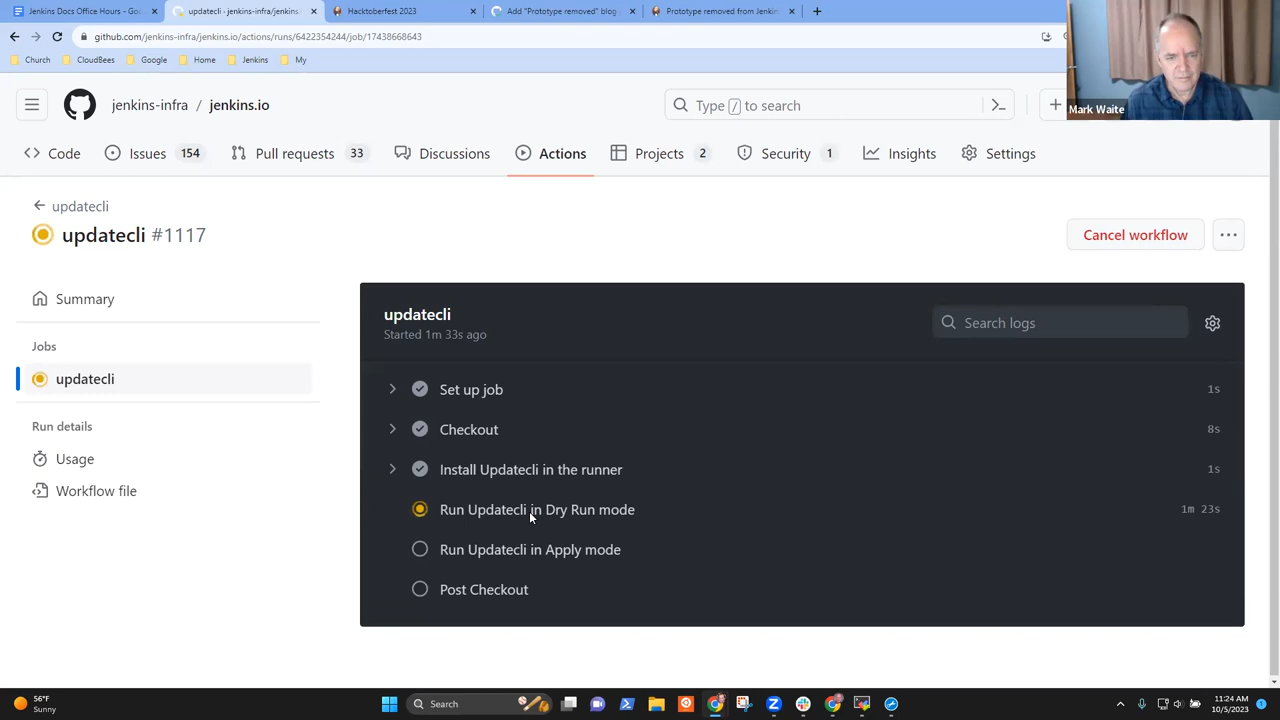 Jenkins Docs Office Hours - Goo
updatecli · jenkins-infra/jenkins
Hacktoberfest 2023
Add "Prototype removed" blog
Prototype removed from Jenkin
github.com/jenkins-infra/jenkins.io/actions/runs/6422354244/job/17438668643
Church
CloudBees
Google
Home
Jenkins
My
Mark Waite
jenkins-infra / jenkins.io
Type / to search
Code
Issues 154
Pull requests 33
Discussions
Actions
Projects 2
Security 1
Insights
Settings
updatecli
updatecli #1117
Cancel workflow
Summary
Jobs
updatecli
Run details
Usage
Workflow file
updatecli
Started 1m 33s ago
Search logs
Set up job 1s
Checkout 8s
Install Updatecli in the runner 1s
Run Updatecli in Dry Run mode 1m 23s
Run Updatecli in Apply mode
Post Checkout
56°F
Sunny
Search
11:24 AM
10/5/2023